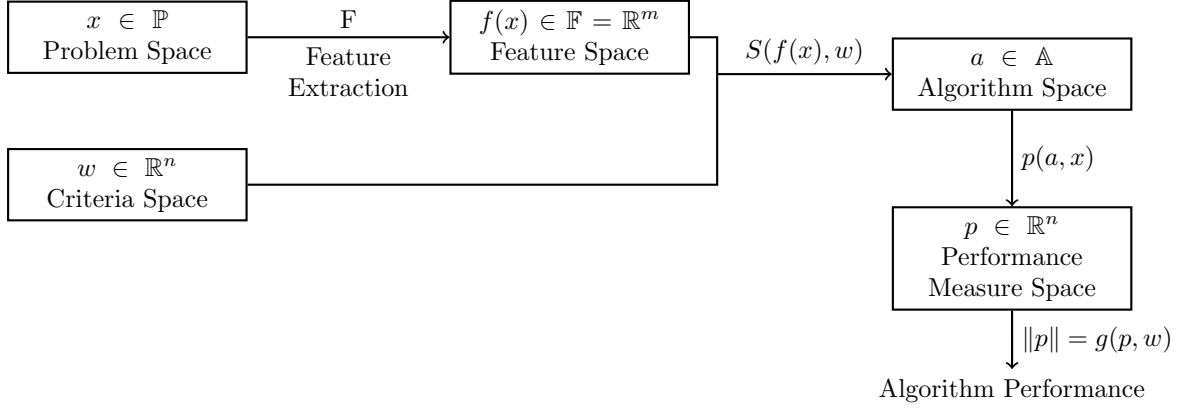 x ∈ ℙ
Problem Space
F
Feature
Extraction
f(x) ∈ 𝔽 = ℝ^m
Feature Space
S(f(x), w)
a ∈ 𝔸
Algorithm Space
w ∈ ℝ^n
Criteria Space
p(a, x)
p ∈ ℝ^n
Performance
Measure Space
‖p‖ = g(p, w)
Algorithm Performance